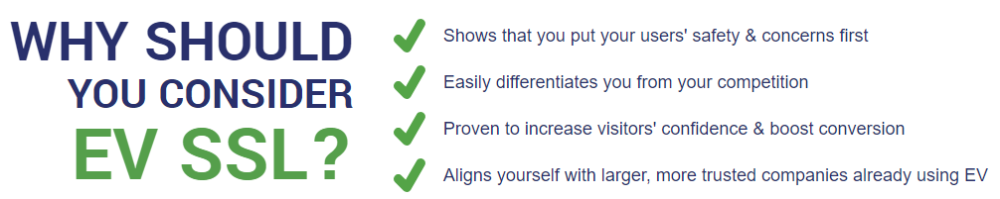 WHY SHOULD
YOU CONSIDER
EV SSL?
Shows that you put your users' safety & concerns first
Easily differentiates you from your competition
Proven to increase visitors' confidence & boost conversion
Aligns yourself with larger, more trusted companies already using EV